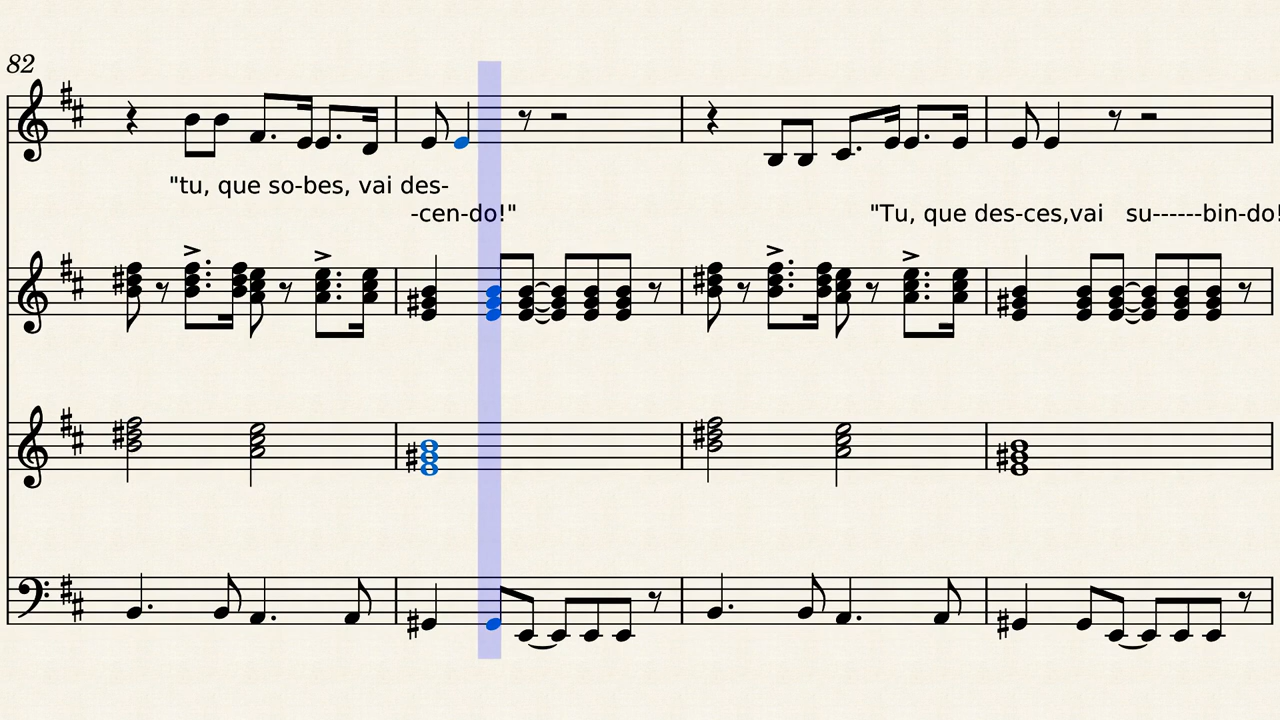 82
"tu, que so-bes, vai des-
-cen-do!"
"Tu, que des-ces,vai su------bin-do!